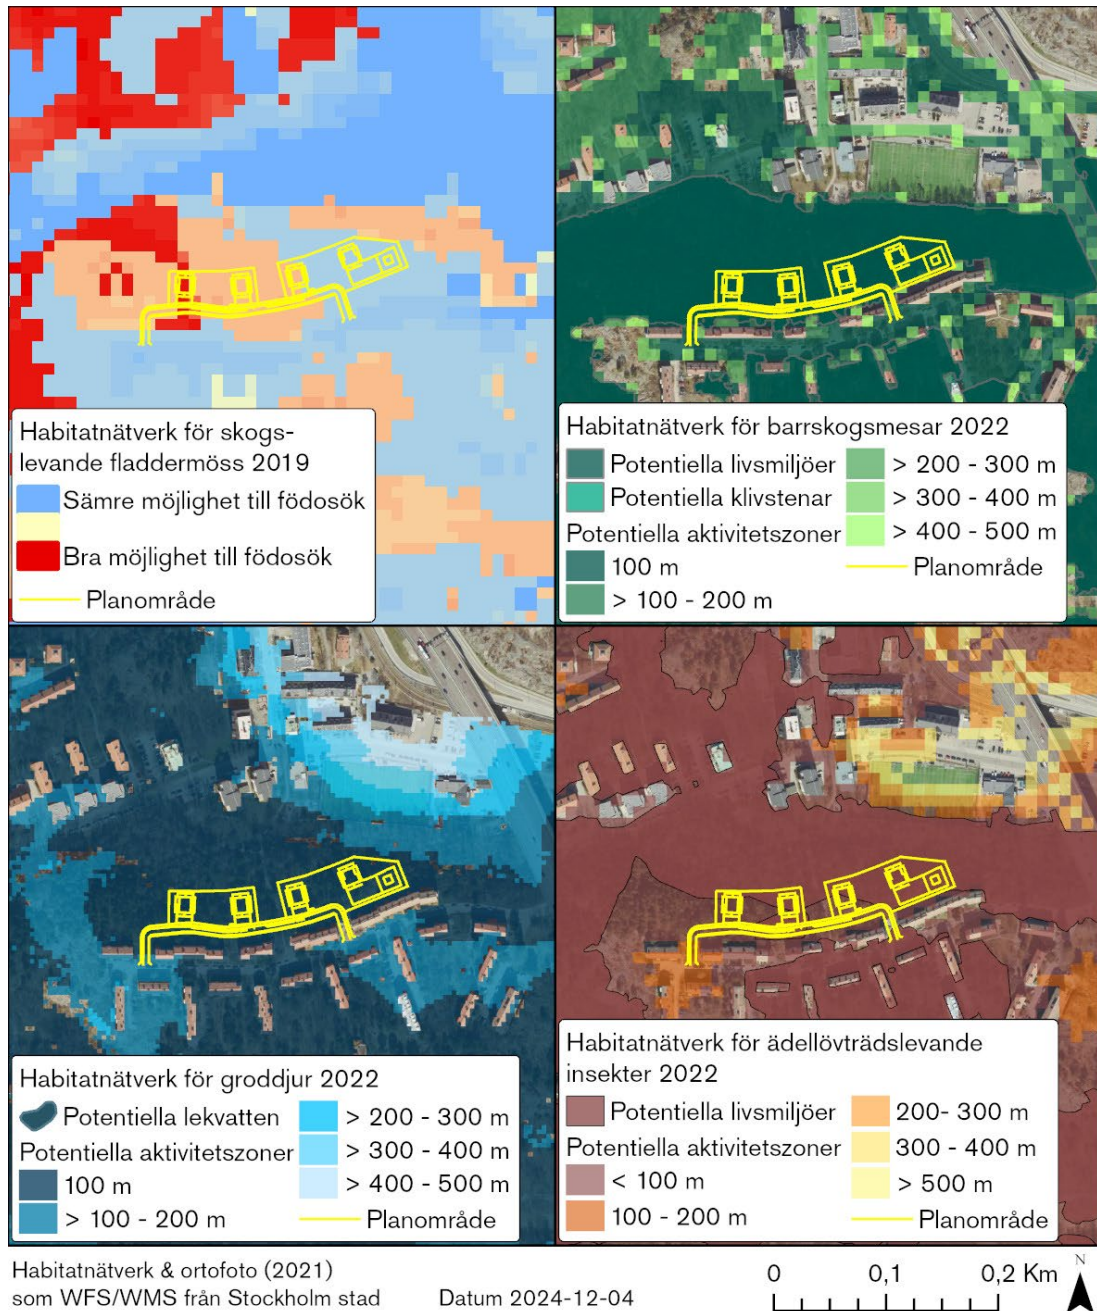 Habitatnätverk för skogs-
levande fladdermöss 2019
Sämre möjlighet till födosök
Bra möjlighet till födosök
Planområde
Habitatnätverk för barrskogsmesar 2022
Potentiella livsmiljöer
Potentiella klivstenar
Potentiella aktivitetszoner
100 m
> 100 - 200 m
> 200 - 300 m
> 300 - 400 m
> 400 - 500 m
Planområde
Habitatnätverk för groddjur 2022
Potentiella lekvatten
Potentiella aktivitetszoner
100 m
> 100 - 200 m
> 200 - 300 m
> 300 - 400 m
> 400 - 500 m
Planområde
Habitatnätverk för ädellövträdslevande
insekter 2022
Potentiella livsmiljöer
Potentiella aktivitetszoner
< 100 m
100 - 200 m
200- 300 m
300 - 400 m
> 500 m
Planområde
Habitatnätverk & ortofoto (2021)
som WFS/WMS från Stockholm stad
Datum 2024-12-04
0 0,1 0,2 Km
N